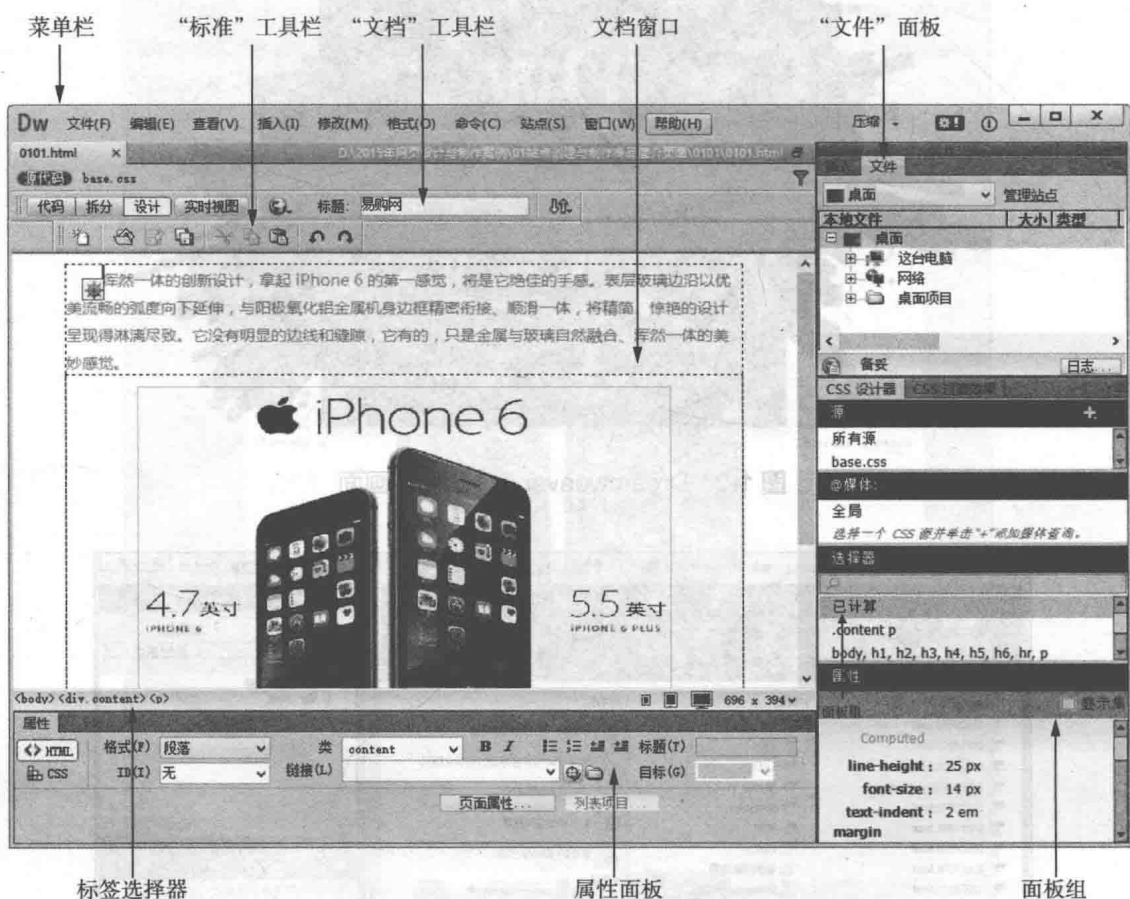 菜单栏 “标准”工具栏 “文档”工具栏 文档窗口 “文件”面板
Dw 文件(F) 编辑(E) 查看(V) 插入(I) 修改(M) 格式(O) 命令(C) 站点(S) 窗口(W) 帮助(H) 压缩
0101.html ×
源代码 base.css
代码 拆分 设计 实时视图 标题: 易购网
浑然一体的创新设计，拿起 iPhone 6 的第一感觉，将是它绝佳的手感。表层玻璃边沿以优
美流畅的弧度向下延伸，与阳极氧化铝金属机身边框精密衔接、顺滑一体，将精简、惊艳的设计
呈现得淋漓尽致。它没有明显的边线和缝隙，它有的，只是金属与玻璃自然融合、浑然一体的美
妙感觉。
iPhone 6
4.7英寸
IPHONE 6
5.5 英寸
IPHONE 6 PLUS
<body> <div.content> <p> 696 x 394
属性
<> HTML 格式(F) 段落 类 content B I 标题(T)
CSS ID(I) 无 链接(L) 目标(G)
页面属性... 列表项目...
文件
桌面 管理站点
本地文件 大小 类型
桌面
这台电脑
网络
桌面项目
备妥 日志...
CSS 设计器 CSS 过渡效果
源
所有源
base.css
@媒体:
全局
选择一个 CSS 源并单击“+”添加媒体查询。
选择器
已计算
.content p
body, h1, h2, h3, h4, h5, h6, hr, p
属性
显示集
面板组
Computed
line-height : 25 px
font-size : 14 px
text-indent : 2 em
margin
标签选择器 属性面板 面板组